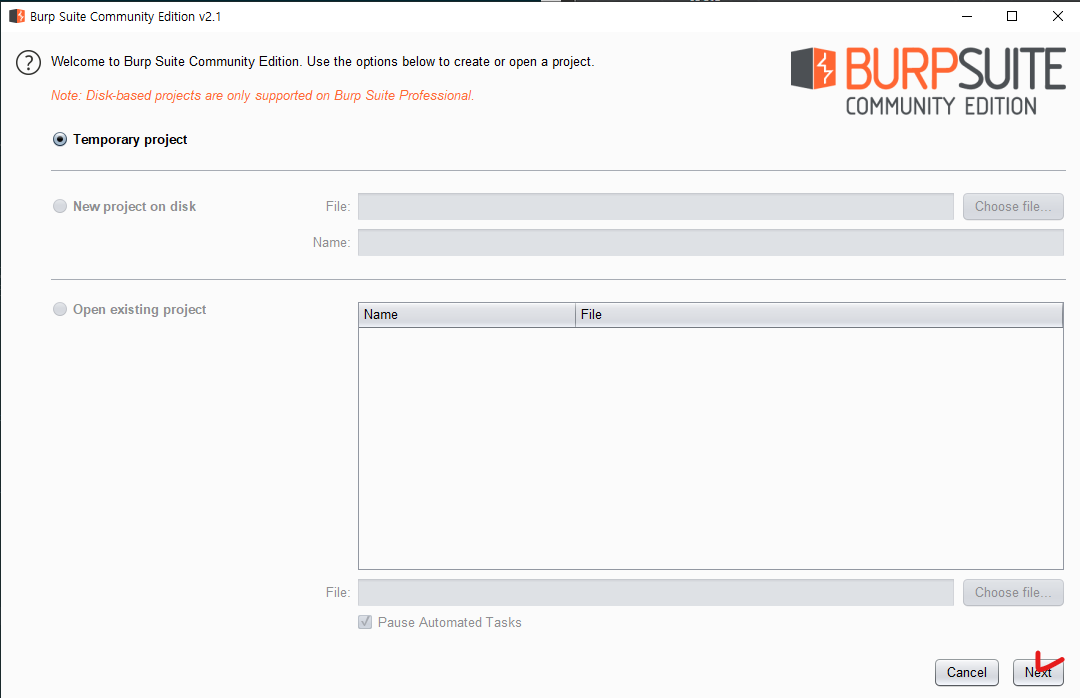 Burp Suite Community Edition v2.1
? Welcome to Burp Suite Community Edition. Use the options below to create or open a project.
Note: Disk-based projects are only supported on Burp Suite Professional.
BURPSUITE
COMMUNITY EDITION
Temporary project
New project on disk File: Choose file...
Name:
Open existing project Name File
File: Choose file...
Pause Automated Tasks
Cancel Next